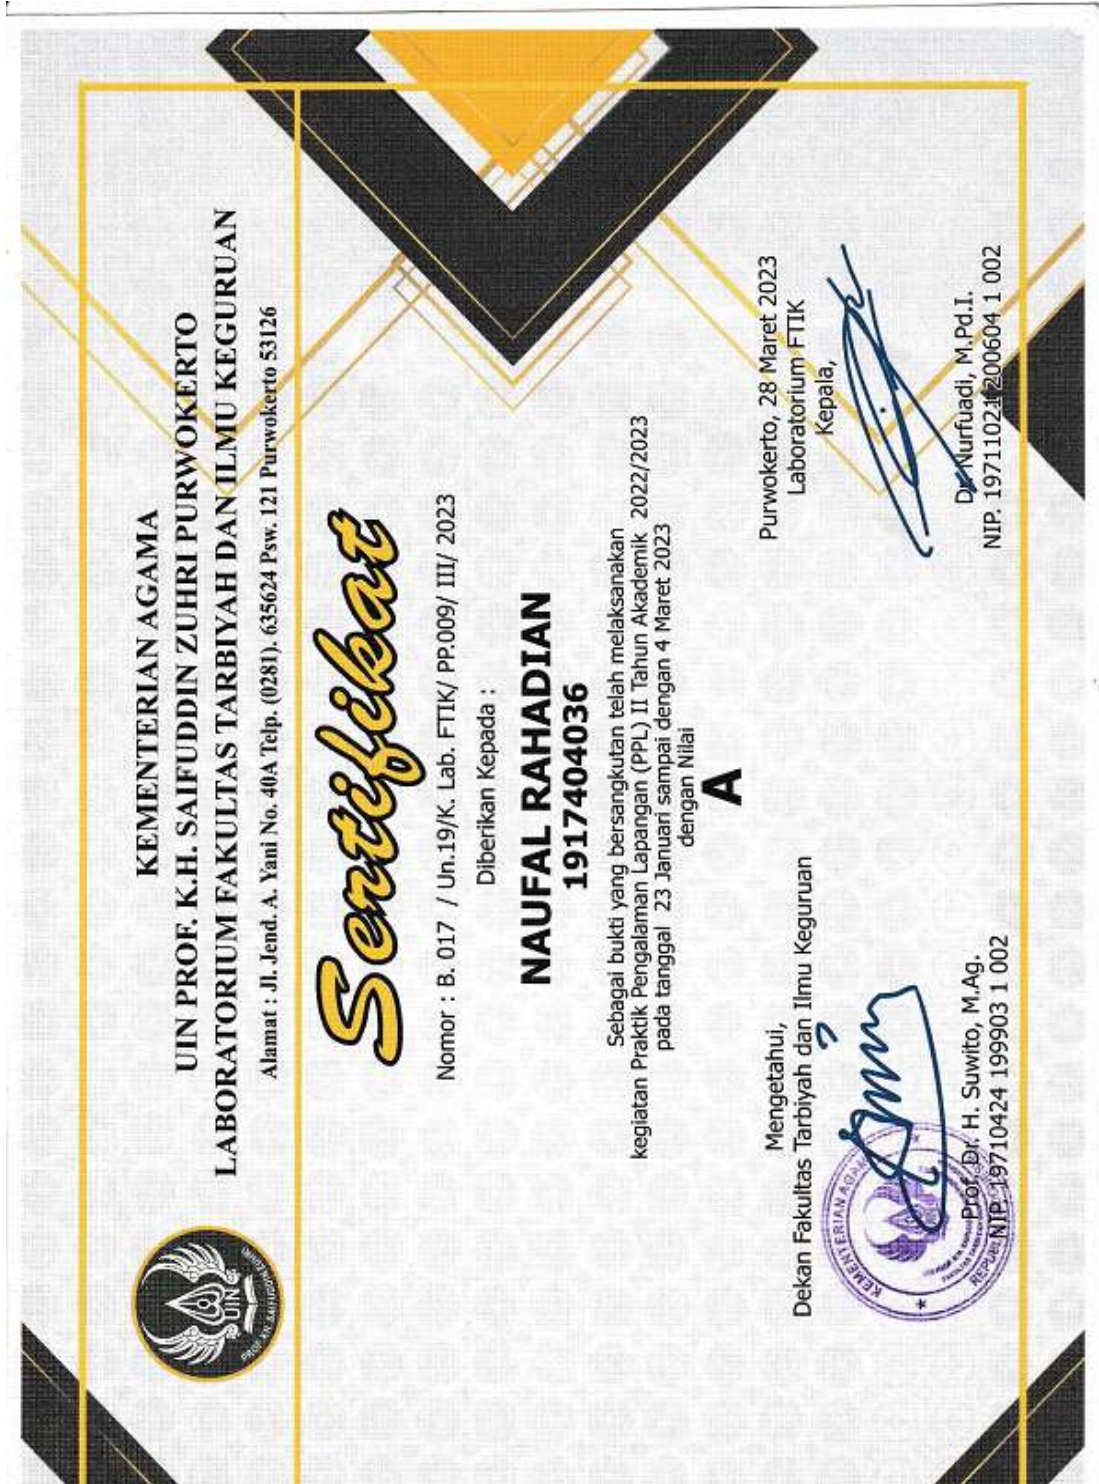 KEMENTERIAN AGAMA
UIN PROF. K.H. SAIFUDDIN ZUHRI PURWOKERTO
LABORATORIUM FAKULTAS TARBIYAH DAN ILMU KEGURUAN
Alamat : Jl. Jend. A. Yani No. 40A Telp. (0281). 635624 Psw. 121 Purwokerto 53126
UIN
Sertifikat
Nomor : B. 017 / Un.19/K. Lab. FTIK/ PP.009/ III/ 2023
Diberikan Kepada :
NAUFAL RAHADIAN
1917404036
Sebagai bukti yang bersangkutan telah melaksanakan
kegiatan Praktik Pengalaman Lapangan (PPL) II Tahun Akademik 2022/2023
pada tanggal 23 Januari sampai dengan 4 Maret 2023
dengan Nilai
A
Mengetahui,
Dekan Fakultas Tarbiyah dan Ilmu Keguruan
KEMENTERIAN AGAMA
Prof. Dr. H. Suwito, M.Ag.
NIP. 19710424 199903 1 002
Purwokerto, 28 Maret 2023
Laboratorium FTIK
Kepala,
Dr. Nurfuadi, M.Pd.I.
NIP. 19711021 200604 1 002